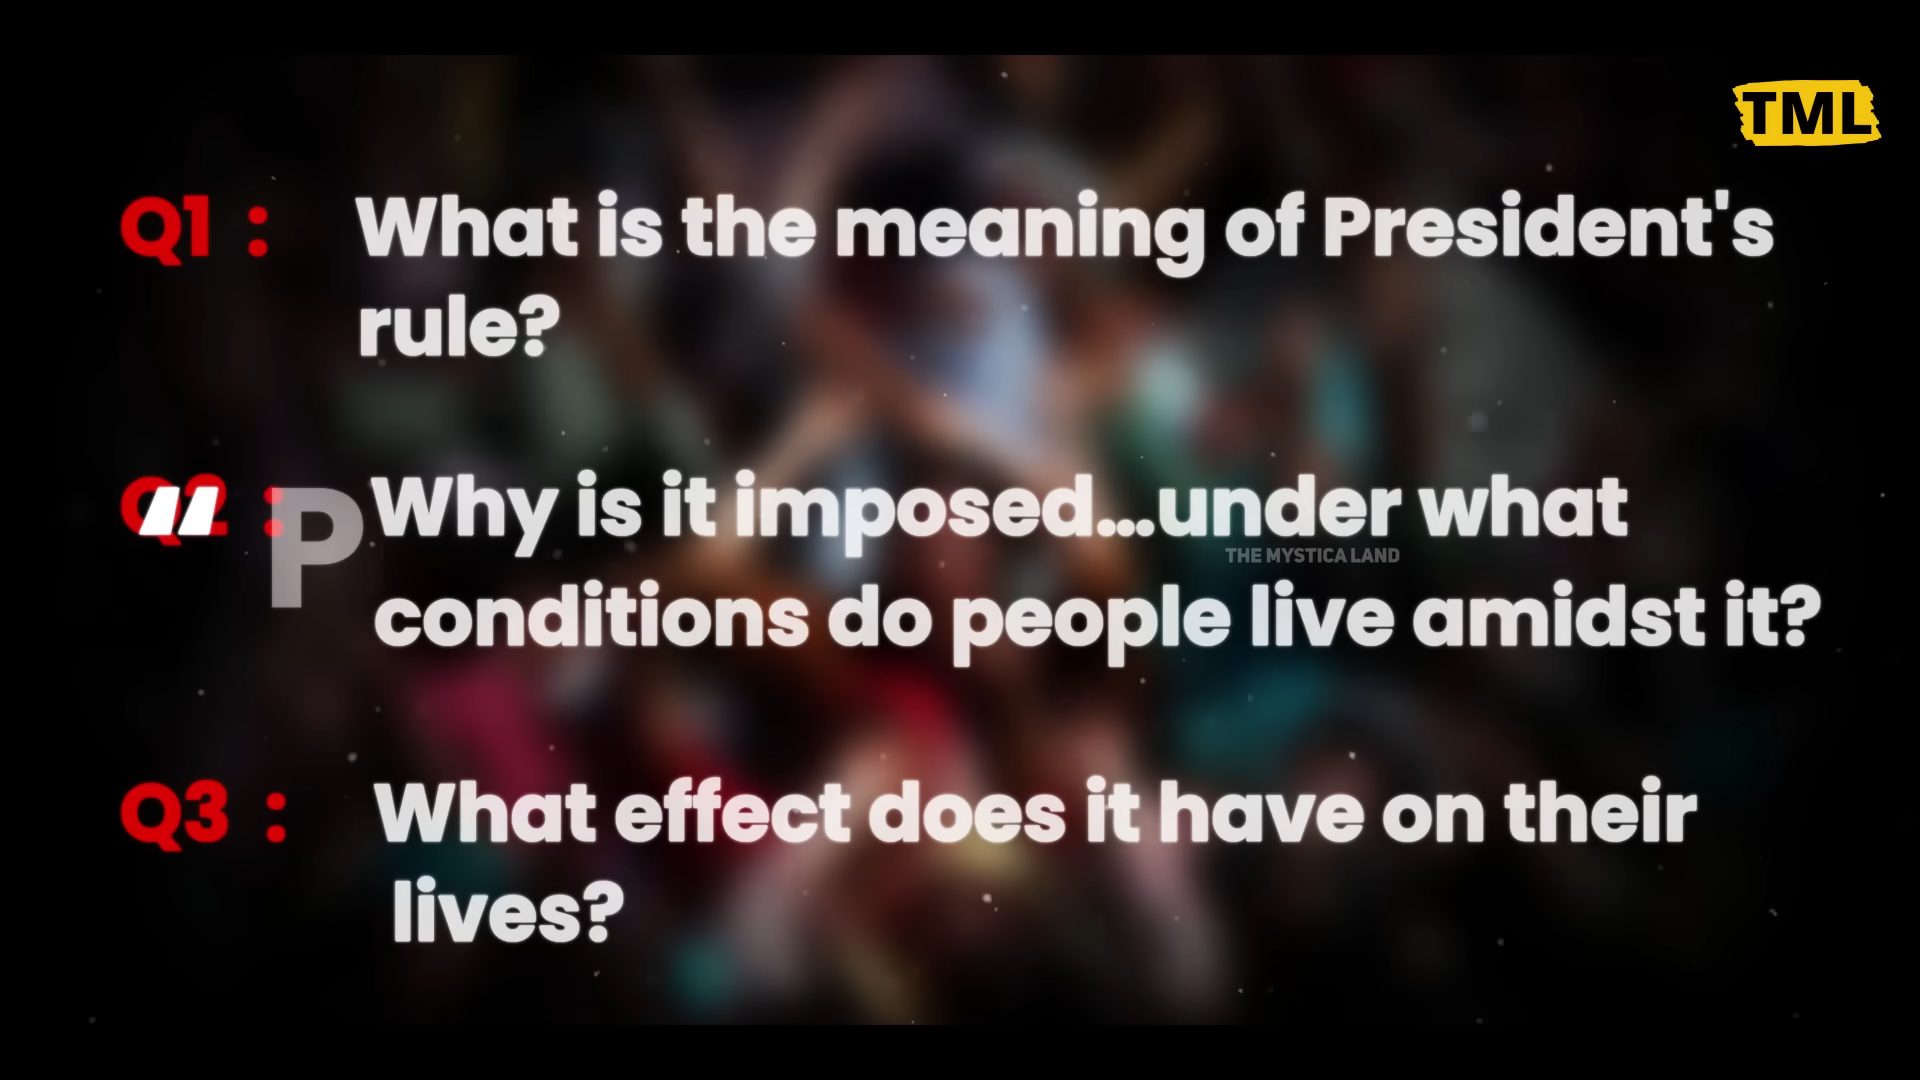 TML
Q1 : What is the meaning of President's
rule?
Q2 : Why is it imposed...under what
THE MYSTICA LAND
conditions do people live amidst it?
“P
Q3 : What effect does it have on their
lives?